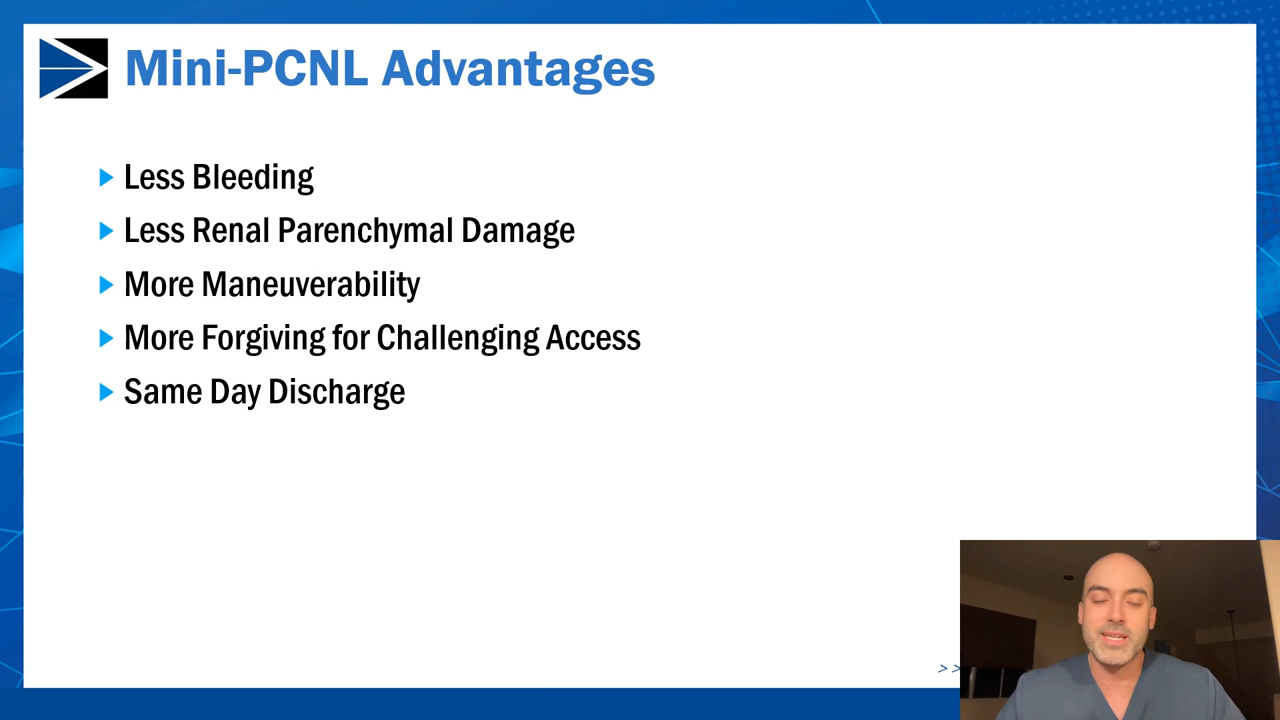 Mini-PCNL Advantages
Less Bleeding
Less Renal Parenchymal Damage
More Maneuverability
More Forgiving for Challenging Access
Same Day Discharge
>>